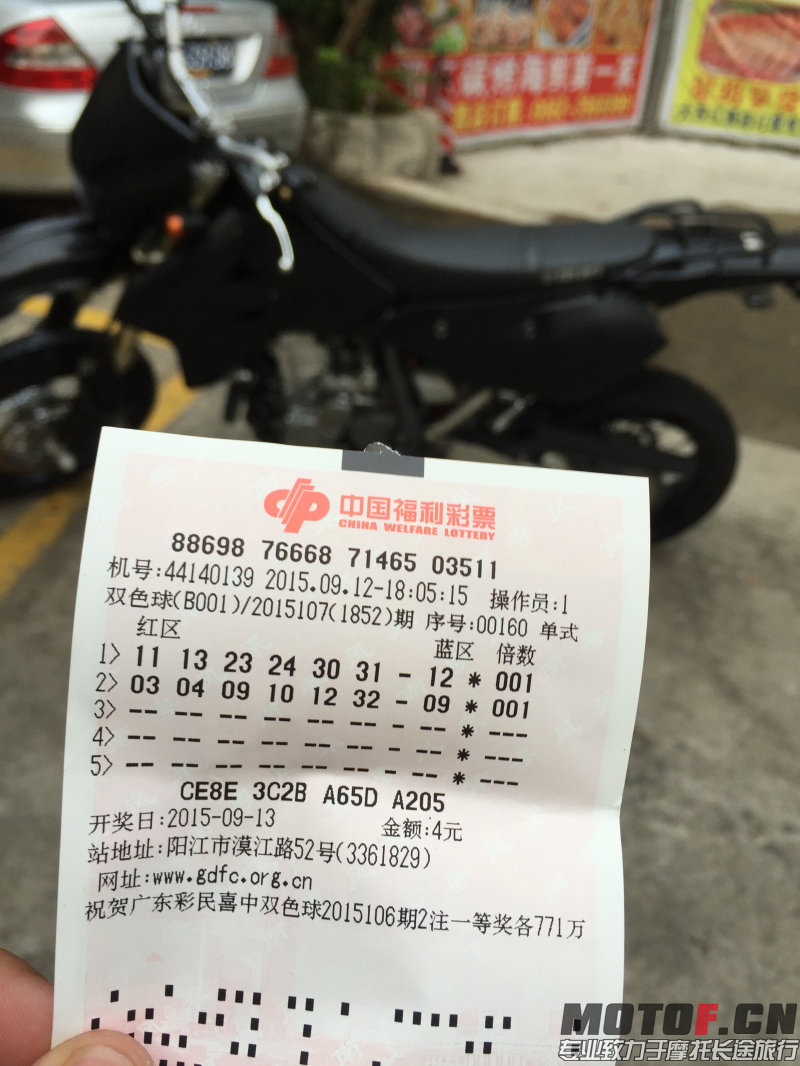 中国福利彩票
CHINA WELFARE LOTTERY
88698 76668 71465 03511
机号:44140139 2015.09.12-18:05:15 操作员:1
双色球(B001)/2015107(1852)期 序号:00160 单式
红区 蓝区 倍数
1> 11 13 23 24 30 31 - 12 * 001
2> 03 04 09 10 12 32 - 09 * 001
3> -- -- -- -- -- -- - -- * ---
4> -- -- -- -- -- -- - -- * ---
5> -- -- -- -- -- -- - -- * ---
CE8E 3C2B A65D A205
开奖日:2015-09-13 金额:4元
站地址:阳江市漠江路52号(3361829)
网址:www.gdfc.org.cn
祝贺广东彩民喜中双色球2015106期2注一等奖各771万
MOTOF.CN
专业致力于摩托长途旅行